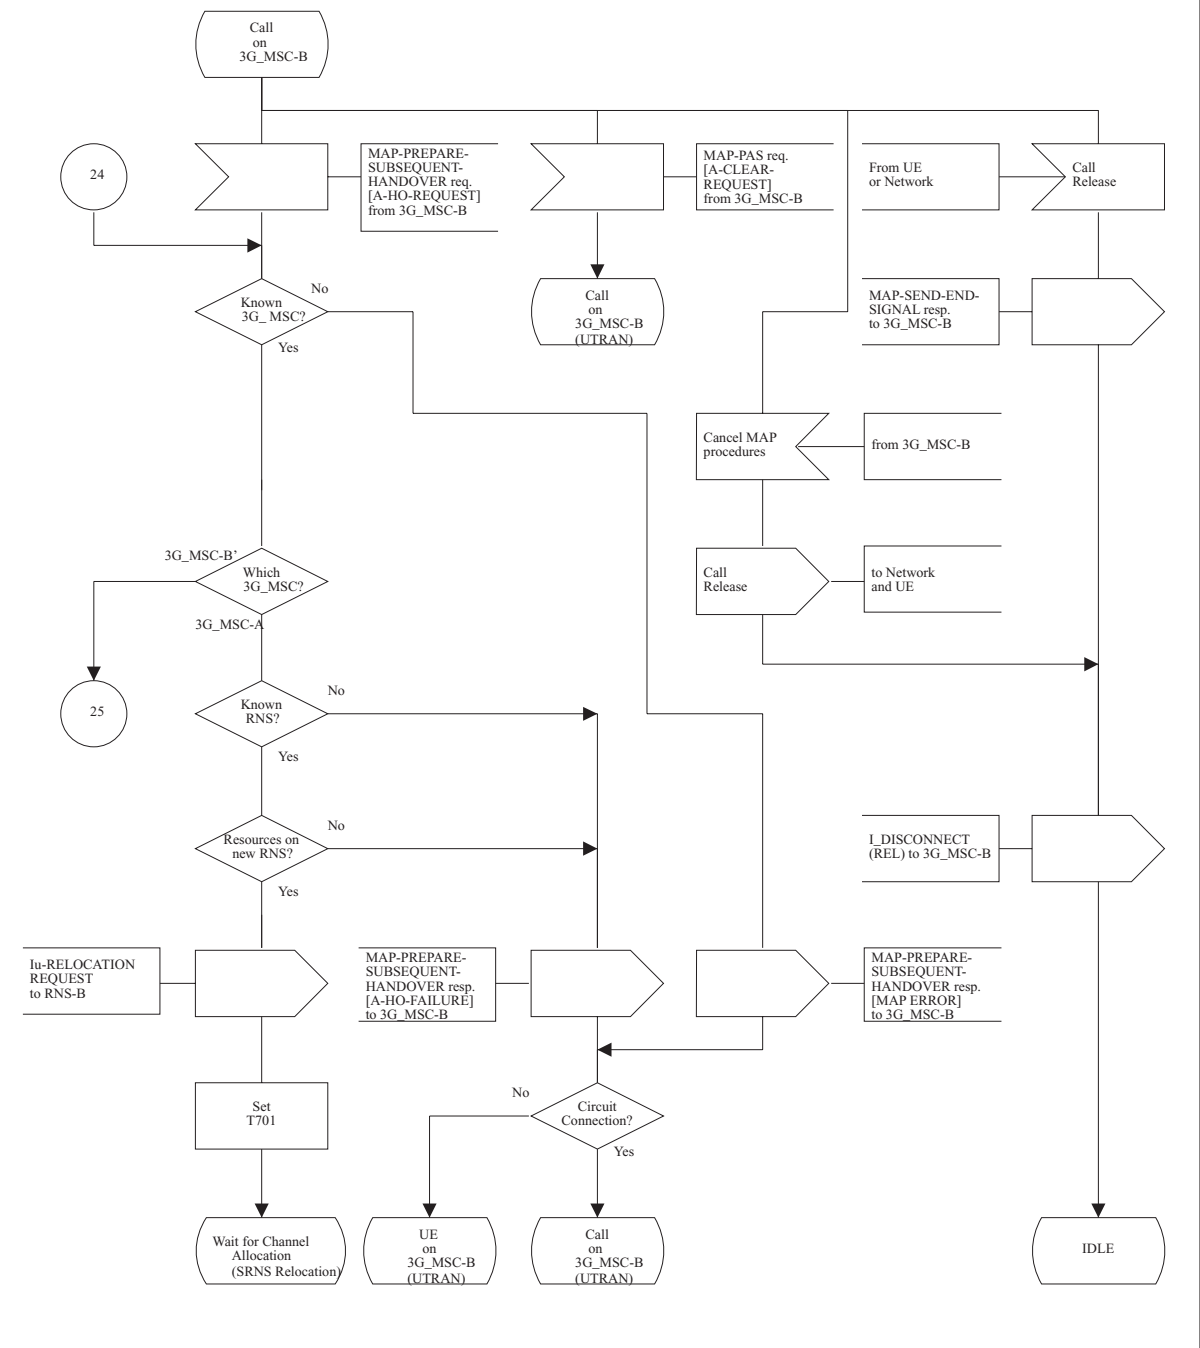 Call
on
3G_MSC-B
24
MAP-PREPARE-
SUBSEQUENT-
HANDOVER req.
[A-HO-REQUEST]
from 3G_MSC-B
MAP-PAS req.
[A-CLEAR-
REQUEST]
from 3G_MSC-B
From UE
or Network
Call
Release
Known
3G_ MSC?
No
Yes
Call
on
3G_MSC-B
(UTRAN)
MAP-SEND-END-
SIGNAL resp.
to 3G_MSC-B
Cancel MAP
procedures
from 3G_MSC-B
3G_MSC-B’
Which
3G_MSC?
3G_MSC-A
Call
Release
to Network
and UE
25
Known
RNS?
No
Yes
Resources on
new RNS?
No
Yes
I_DISCONNECT
(REL) to 3G_MSC-B
Iu-RELOCATION
REQUEST
to RNS-B
MAP-PREPARE-
SUBSEQUENT-
HANDOVER resp.
[A-HO-FAILURE]
to 3G_MSC-B
MAP-PREPARE-
SUBSEQUENT-
HANDOVER resp.
[MAP ERROR]
to 3G_MSC-B
Set
T701
No
Circuit
Connection?
Yes
Wait for Channel
Allocation
(SRNS Relocation)
UE
on
3G_MSC-B
(UTRAN)
Call
on
3G_MSC-B
(UTRAN)
IDLE